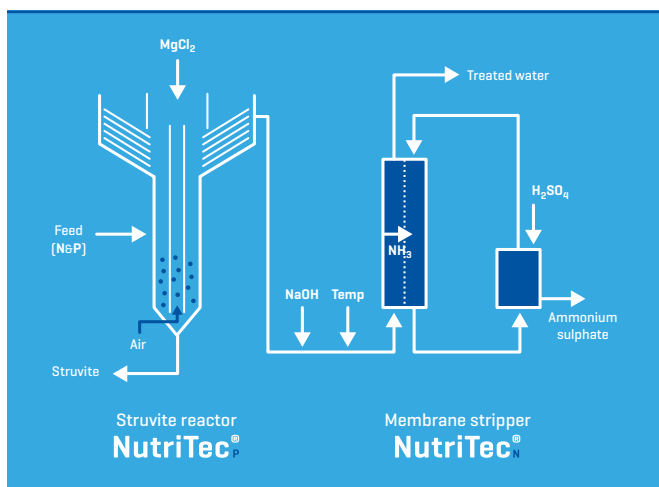 MgCl₂
Treated water
H₂SO₄
Feed
(N&P)
NH₃
NaOH
Temp
Air
Ammonium
sulphate
Struvite
Struvite reactor
NutriTec®P
Membrane stripper
NutriTec®N